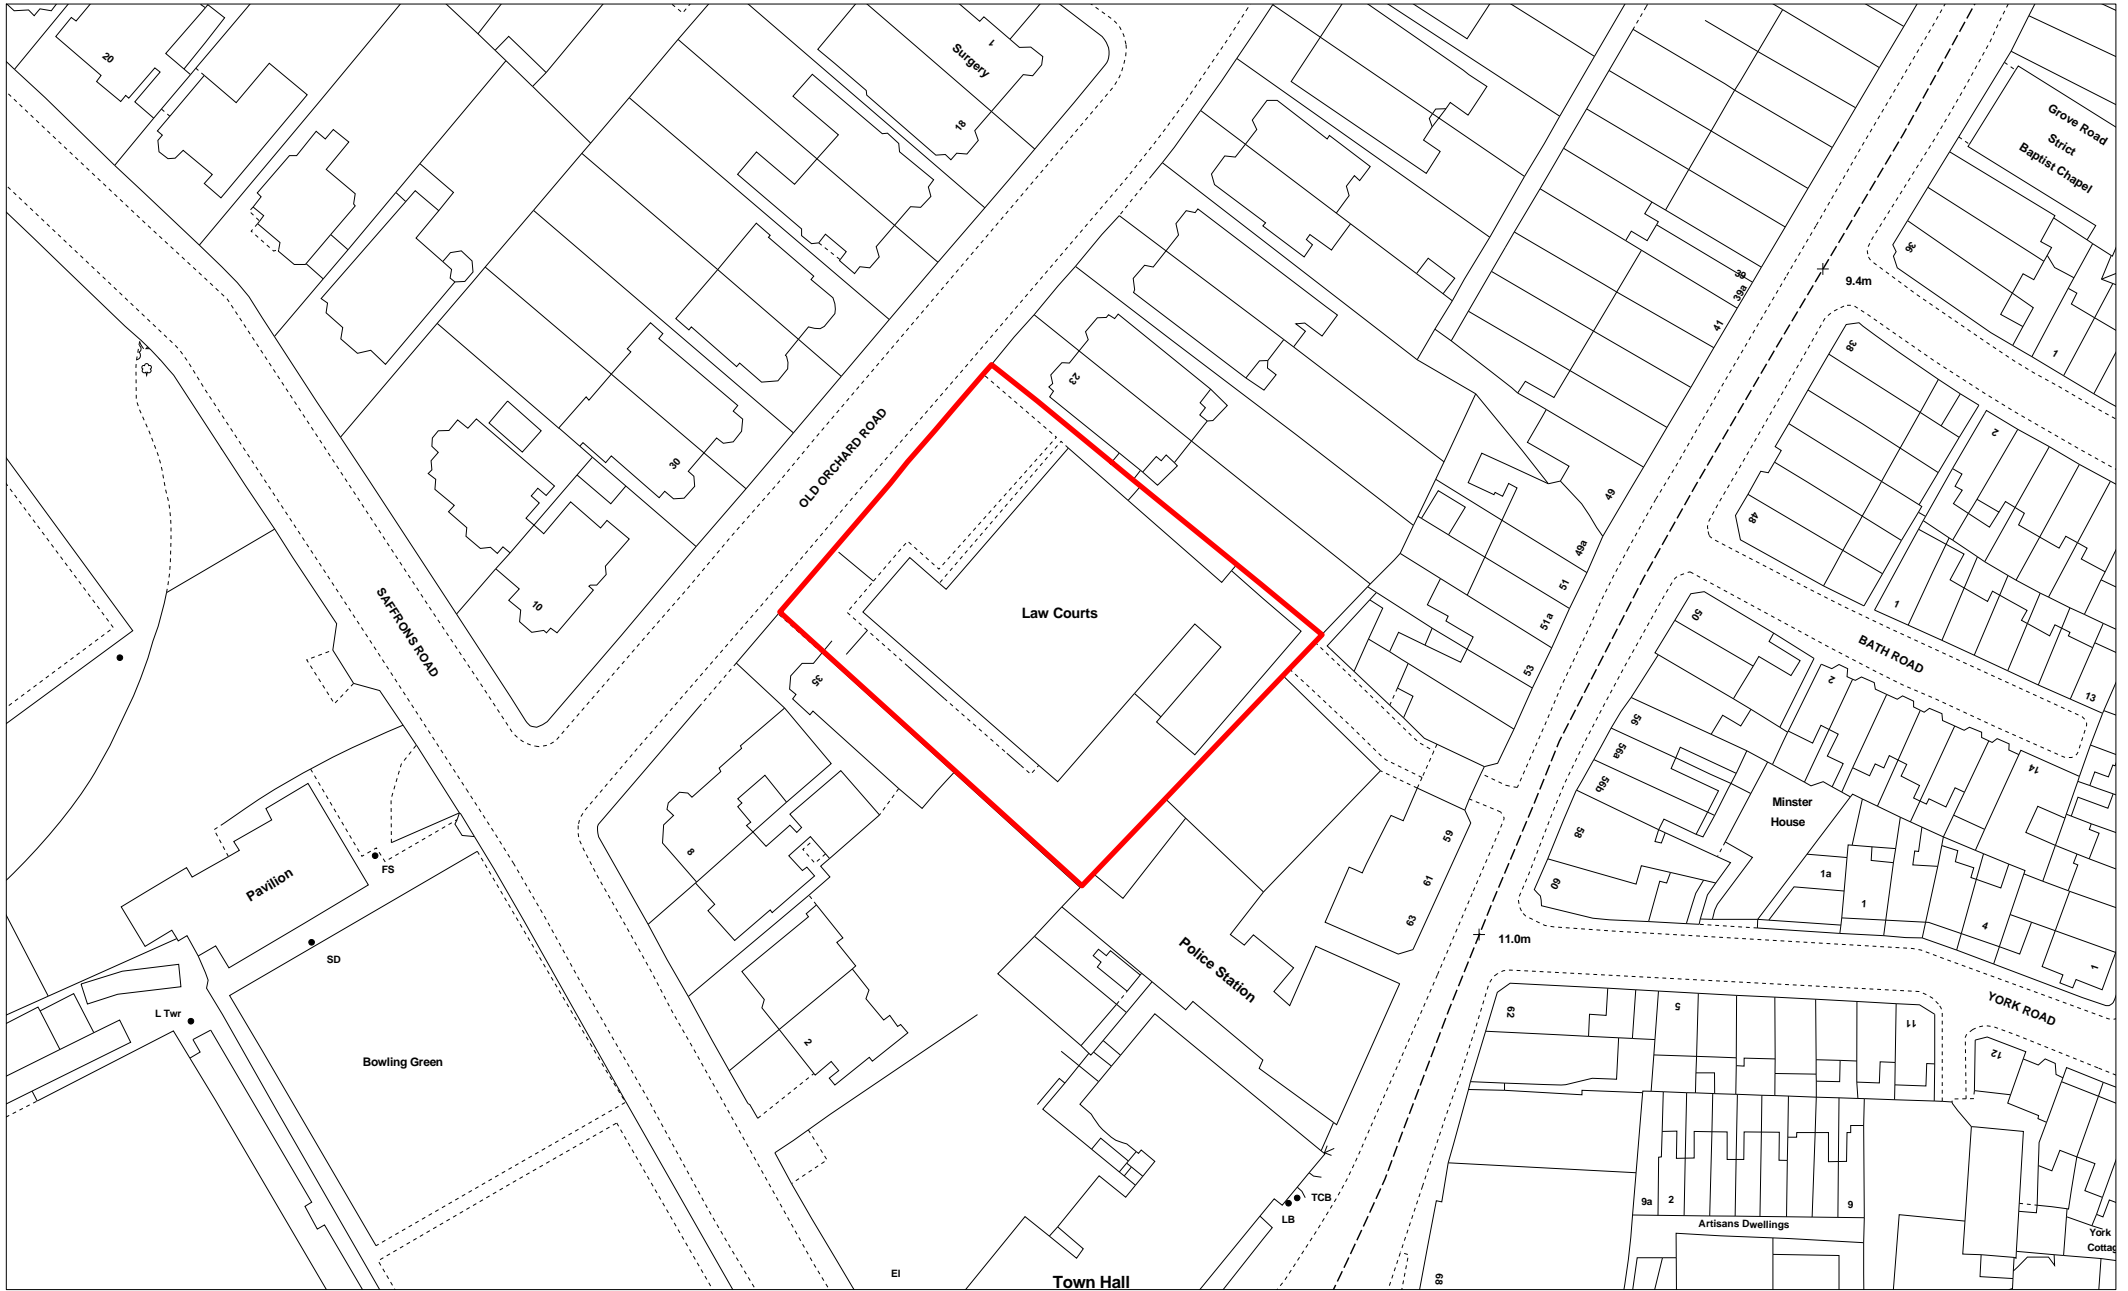 20
1
Surgery
18
Grove Road
Strict
Baptist Chapel
36
9.4m
39
39a
41
1
38
23
OLD ORCHARD ROAD
30
2
49
48
49a
51
51a
53
10
SAFFRONS ROAD
Law Courts
35
50
1
BATH ROAD
13
2
56
56a
56b
58
60
14
Minster
House
8
59
61
63
1a
1
4
1
Pavilion
FS
SD
L Twr
Bowling Green
2
Police Station
11.0m
YORK ROAD
62
5
11
12
9a
2
9
Artisans Dwellings
TCB
LB
York
Cottag
El
Town Hall
68